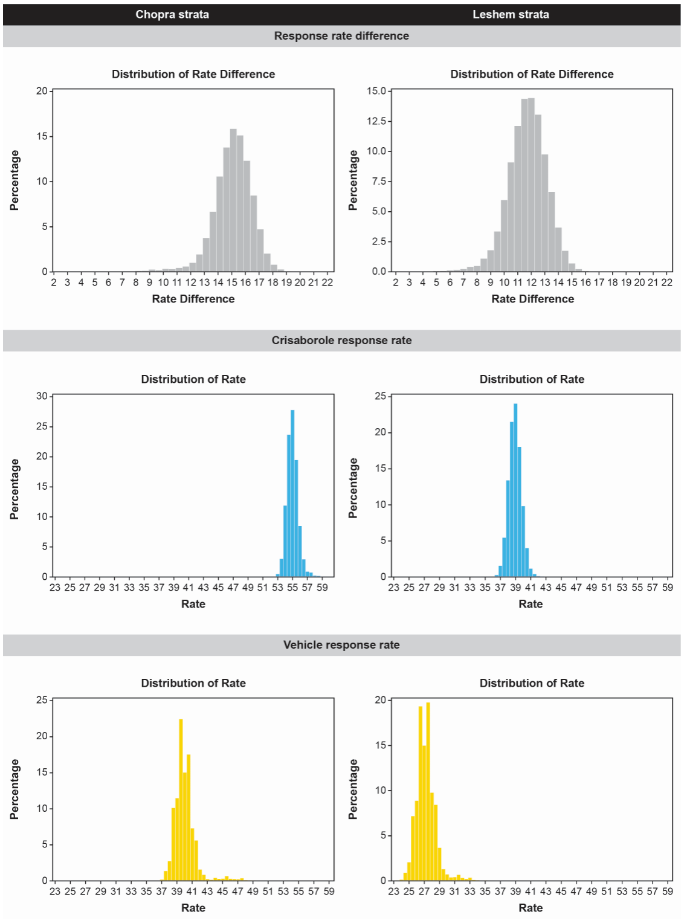 Chopra strata Leshem strata
Response rate difference
Distribution of Rate Difference Distribution of Rate Difference
20 15.0
15 12.5
10.0
10 7.5
5 5.0
2.5
0 0.0
Percentage Percentage
2 3 4 5 6 7 8 9 10 11 12 13 14 15 16 17 18 19 20 21 22 2 3 4 5 6 7 8 9 10 11 12 13 14 15 16 17 18 19 20 21 22
Rate Difference Rate Difference
Crisaborole response rate
Distribution of Rate Distribution of Rate
30 25
25 20
20 15
15
10 10
5 5
0 0
Percentage Percentage
23 25 27 29 31 33 35 37 39 41 43 45 47 49 51 53 55 57 59 23 25 27 29 31 33 35 37 39 41 43 45 47 49 51 53 55 57 59
Rate Rate
Vehicle response rate
Distribution of Rate Distribution of Rate
25 20
20 15
15
10 10
5 5
0 0
Percentage Percentage
23 25 27 29 31 33 35 37 39 41 43 45 47 49 51 53 55 57 59 23 25 27 29 31 33 35 37 39 41 43 45 47 49 51 53 55 57 59
Rate Rate